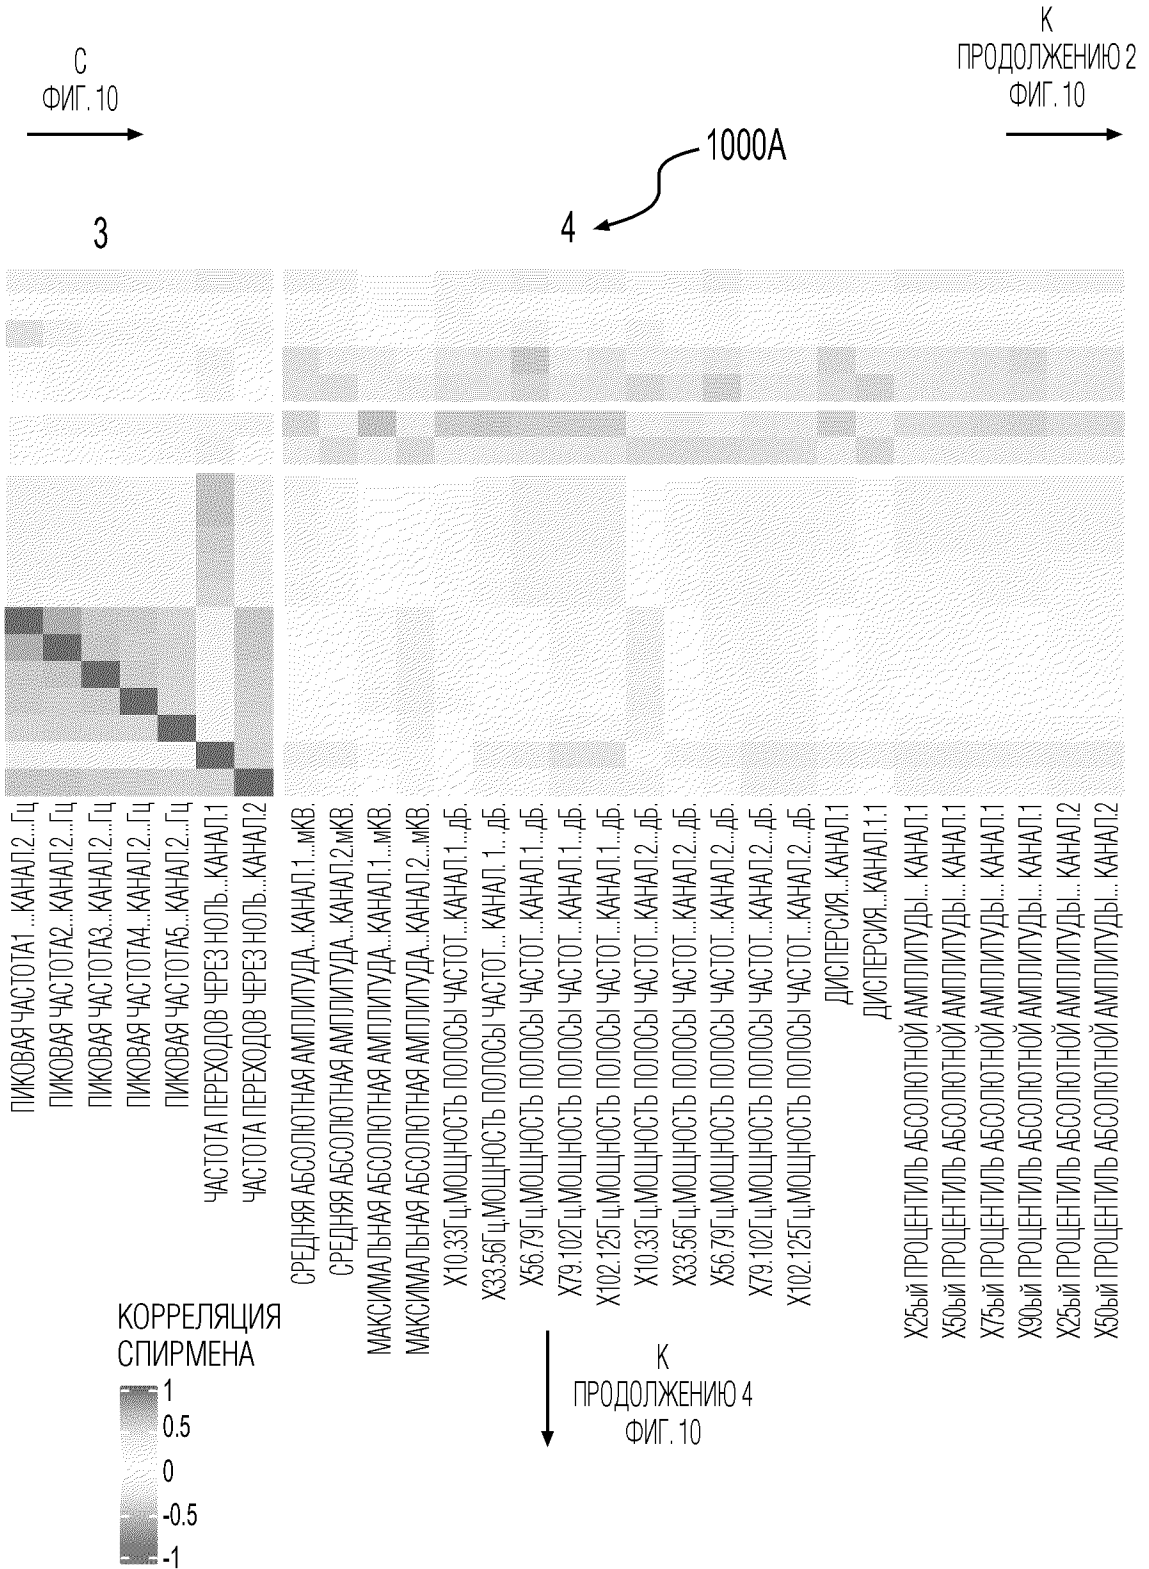 С
ФИГ. 10
К
ПРОДОЛЖЕНИЮ 2
ФИГ. 10
1000A
3
4
ПИКОВАЯ ЧАСТОТА1...КАНАЛ.2...Гц
ПИКОВАЯ ЧАСТОТА2...КАНАЛ.2...Гц
ПИКОВАЯ ЧАСТОТА3...КАНАЛ.2...Гц
ПИКОВАЯ ЧАСТОТА4...КАНАЛ.2...Гц
ПИКОВАЯ ЧАСТОТА5...КАНАЛ.2...Гц
ЧАСТОТА ПЕРЕХОДОВ ЧЕРЕЗ НОЛЬ...КАНАЛ.1
ЧАСТОТА ПЕРЕХОДОВ ЧЕРЕЗ НОЛЬ...КАНАЛ.2
СРЕДНЯЯ АБСОЛЮТНАЯ АМПЛИТУДА...КАНАЛ.1...мКВ.
СРЕДНЯЯ АБСОЛЮТНАЯ АМПЛИТУДА...КАНАЛ.2.мКВ.
МАКСИМАЛЬНАЯ АБСОЛЮТНАЯ АМПЛИТУДА...КАНАЛ.1...мКВ.
МАКСИМАЛЬНАЯ АБСОЛЮТНАЯ АМПЛИТУДА...КАНАЛ.2...мКВ.
X10.33Гц.МОЩНОСТЬ ПОЛОСЫ ЧАСТОТ...КАНАЛ.1...дБ.
X33.56Гц.МОЩНОСТЬ ПОЛОСЫ ЧАСТОТ... КАНАЛ.1...дБ.
X56.79Гц.МОЩНОСТЬ ПОЛОСЫ ЧАСТОТ...КАНАЛ.1...дБ.
X79.102Гц.МОЩНОСТЬ ПОЛОСЫ ЧАСТОТ...КАНАЛ.1...дБ.
X102.125Гц.МОЩНОСТЬ ПОЛОСЫ ЧАСТОТ...КАНАЛ.1...дБ.
X10.33Гц.МОЩНОСТЬ ПОЛОСЫ ЧАСТОТ...КАНАЛ.2...дБ.
X33.56Гц.МОЩНОСТЬ ПОЛОСЫ ЧАСТОТ...КАНАЛ.2...дБ.
X56.79Гц.МОЩНОСТЬ ПОЛОСЫ ЧАСТОТ...КАНАЛ.2...дБ.
X79.102Гц.МОЩНОСТЬ ПОЛОСЫ ЧАСТОТ...КАНАЛ.2...дБ.
X102.125Гц.МОЩНОСТЬ ПОЛОСЫ ЧАСТОТ...КАНАЛ.2...дБ.
ДИСПЕРСИЯ...КАНАЛ.1
ДИСПЕРСИЯ...КАНАЛ.1.1
X25ый ПРОЦЕНТИЛЬ АБСОЛЮТНОЙ АМПЛИТУДЫ... КАНАЛ.1
X50ый ПРОЦЕНТИЛЬ АБСОЛЮТНОЙ АМПЛИТУДЫ... КАНАЛ.1
X75ый ПРОЦЕНТИЛЬ АБСОЛЮТНОЙ АМПЛИТУДЫ... КАНАЛ.1
X90ый ПРОЦЕНТИЛЬ АБСОЛЮТНОЙ АМПЛИТУДЫ... КАНАЛ.1
X25ый ПРОЦЕНТИЛЬ АБСОЛЮТНОЙ АМПЛИТУДЫ... КАНАЛ.2
X50ый ПРОЦЕНТИЛЬ АБСОЛЮТНОЙ АМПЛИТУДЫ... КАНАЛ.2
КОРРЕЛЯЦИЯ
СПИРМЕНА
1
0.5
0
-0.5
-1
К
ПРОДОЛЖЕНИЮ 4
ФИГ. 10